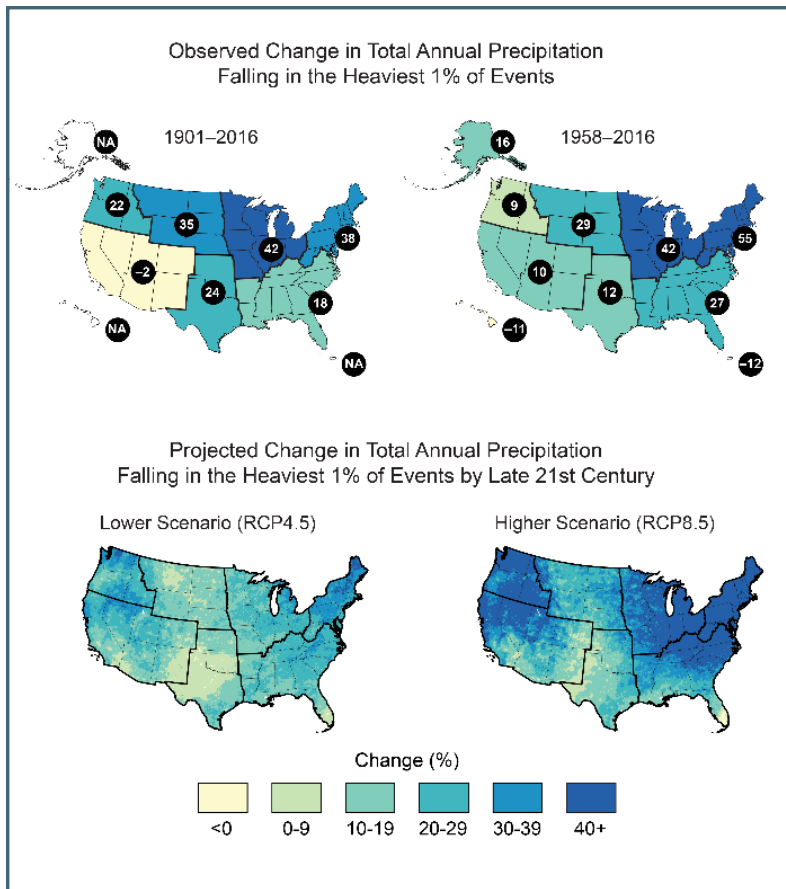 Observed Change in Total Annual Precipitation
Falling in the Heaviest 1% of Events
1901–2016
1958–2016
NA
22
35
42
38
–2
24
18
NA
NA
16
9
29
42
55
10
12
27
–11
–12
Projected Change in Total Annual Precipitation
Falling in the Heaviest 1% of Events by Late 21st Century
Lower Scenario (RCP4.5)
Higher Scenario (RCP8.5)
Change (%)
<0
0-9
10-19
20-29
30-39
40+